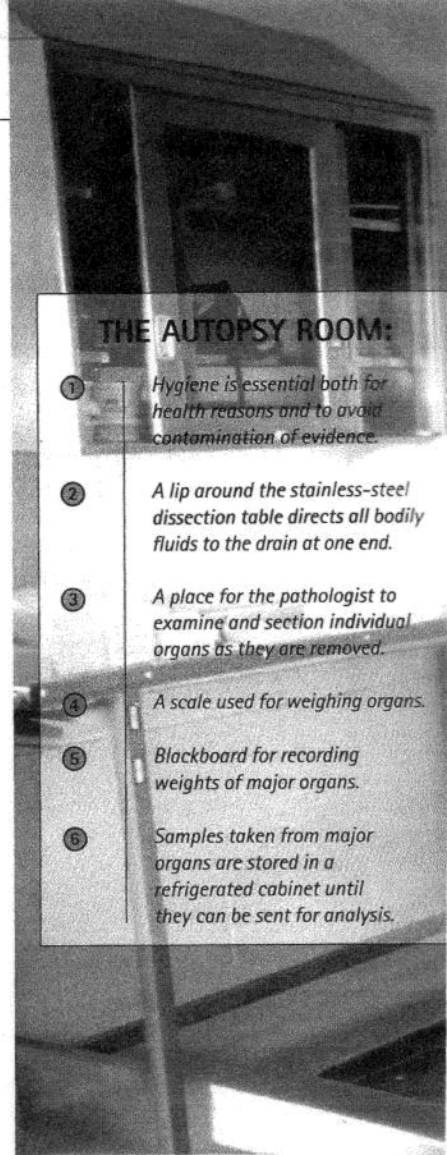 THE AUTOPSY ROOM:
1 Hygiene is essential both for
health reasons and to avoid
contamination of evidence.
2 A lip around the stainless-steel
dissection table directs all bodily
fluids to the drain at one end.
3 A place for the pathologist to
examine and section individual
organs as they are removed.
4 A scale used for weighing organs.
5 Blackboard for recording
weights of major organs.
6 Samples taken from major
organs are stored in a
refrigerated cabinet until
they can be sent for analysis.